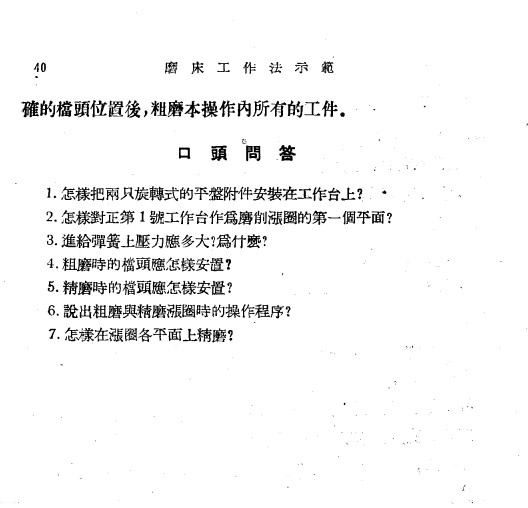 40 磨床工作法示範
確的檔頭位置後，粗磨本操作內所有的工件。
口頭問答
1. 怎樣把兩只旋轉式的平盤附件安裝在工作台上？
2. 怎樣對正第1號工作台作爲磨削漲圈的第一個平面？
3. 進給彈簧上壓力應多大？爲什麼？
4. 粗磨時的檔頭應怎樣安置？
5. 精磨時的檔頭應怎樣安置？
6. 說出粗磨與精磨漲圈時的操作程序？
7. 怎樣在漲圈各平面上精磨？